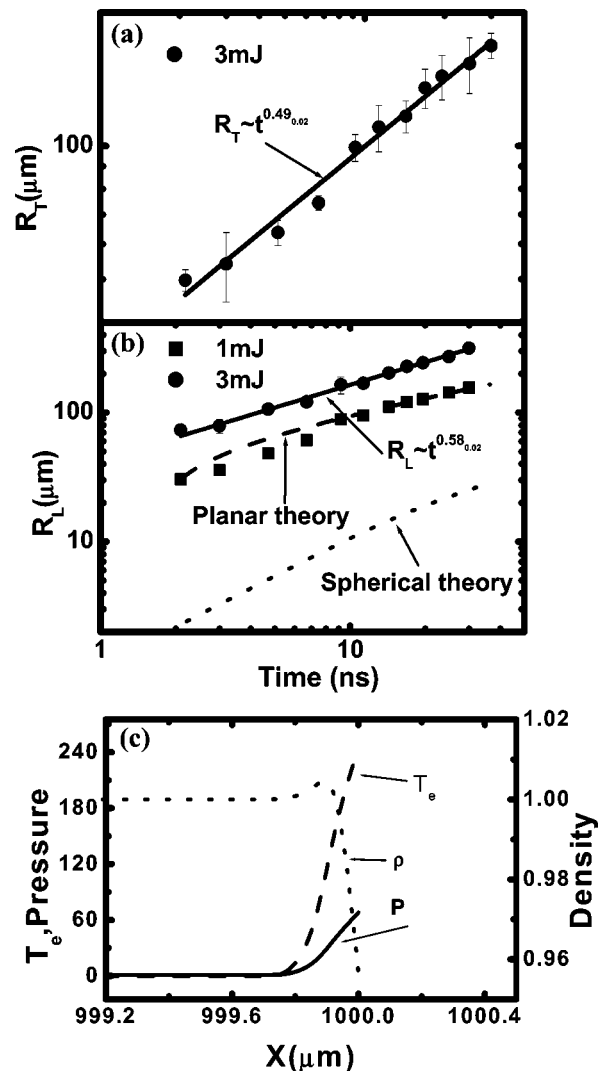 (a)
3mJ
R_T~t^0.49_0.02
100
R_T(μm)
(b)
1mJ
3mJ
100
R_L~t^0.58_0.02
Planar theory
10
Spherical theory
R_L(μm)
1 10
Time (ns)
(c)
240 1.02
T_e
180 1.00
ρ
120 0.98
P
60 0.96
0
T_e,Pressure
Density
999.2 999.6 1000.0 1000.4
X(μm)